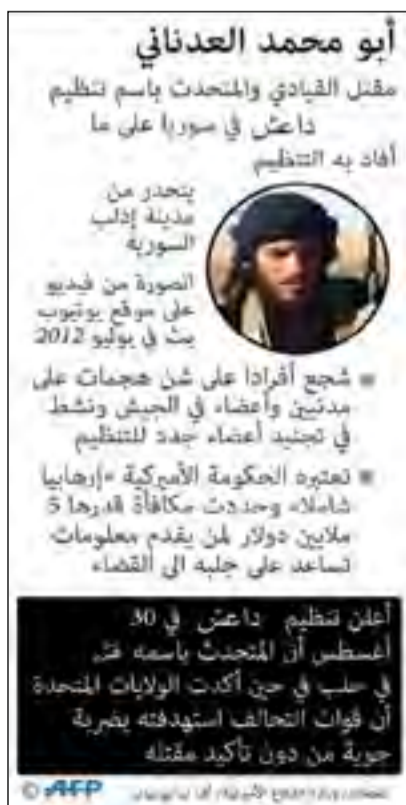 أبو محمد العدناني
مقتل القيادي والمتحدث باسم تنظيم
داعش في سوريا على ما
أفاد به التنظيم
ينحدر من
مدينة إدلب
السورية
الصورة من فيديو
على موقع يوتيوب
بث في يوليو 2012
شجع أفرادا على شن هجمات على
مدنيين وأعضاء في الجيش ونشط
في تجنيد أعضاء جدد للتنظيم
تعتبره الحكومة الأميركية «إرهابيا
شاملا» وحددت مكافأة قدرها 5
ملايين دولار لمن يقدم معلومات
تساعد على جلبه الى القضاء
أعلن تنظيم داعش في 30
أغسطس أن المتحدث باسمه قتل
في حلب في حين أكدت الولايات المتحدة
أن قوات التحالف استهدفته بضربة
جوية من دون تأكيد مقتله
© AFP